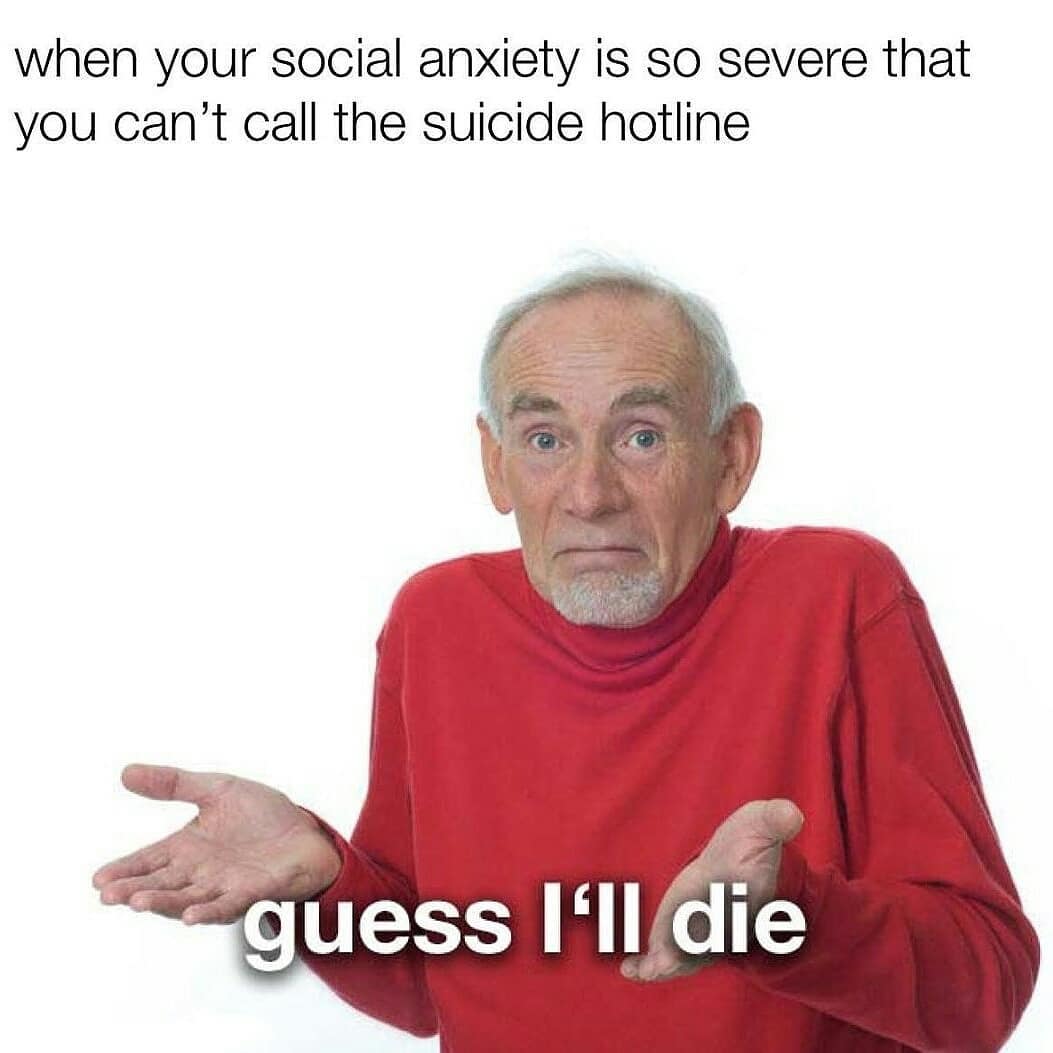 when your social anxiety is so severe that
you can’t call the suicide hotline
guess I‘ll die